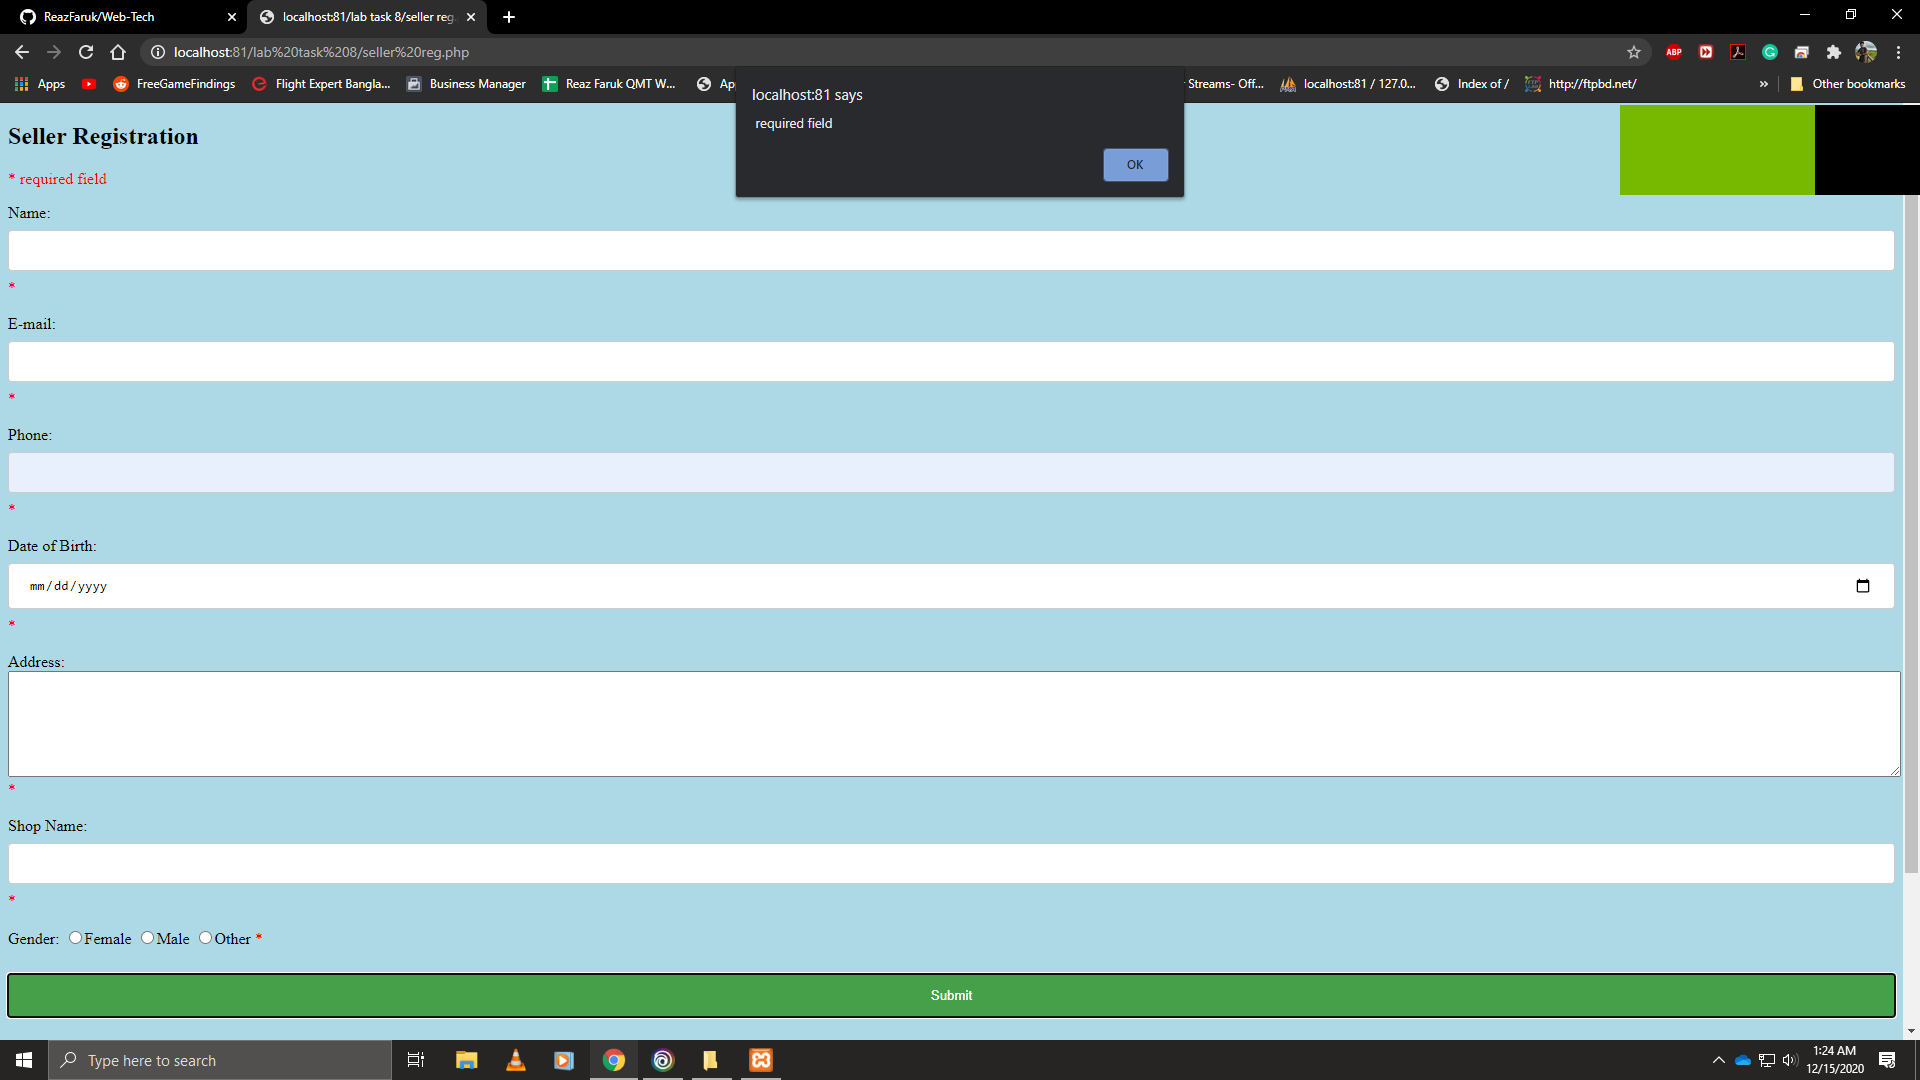 ReazFaruk/Web-Tech
localhost:81/lab task 8/seller reg.
localhost:81/lab%20task%208/seller%20reg.php
ABP
Apps
FreeGameFindings
Flight Expert Bangla...
Business Manager
Reaz Faruk QMT W...
Ap
Streams- Off...
localhost:81 / 127.0...
Index of /
http://ftpbd.net/
»
Other bookmarks
localhost:81 says
required field
OK
Seller Registration
* required field
Name:
*
E-mail:
*
Phone:
*
Date of Birth:
mm/dd/yyyy
*
Address:
*
Shop Name:
*
Gender: Female Male Other *
Submit
Type here to search
1:24 AM
12/15/2020